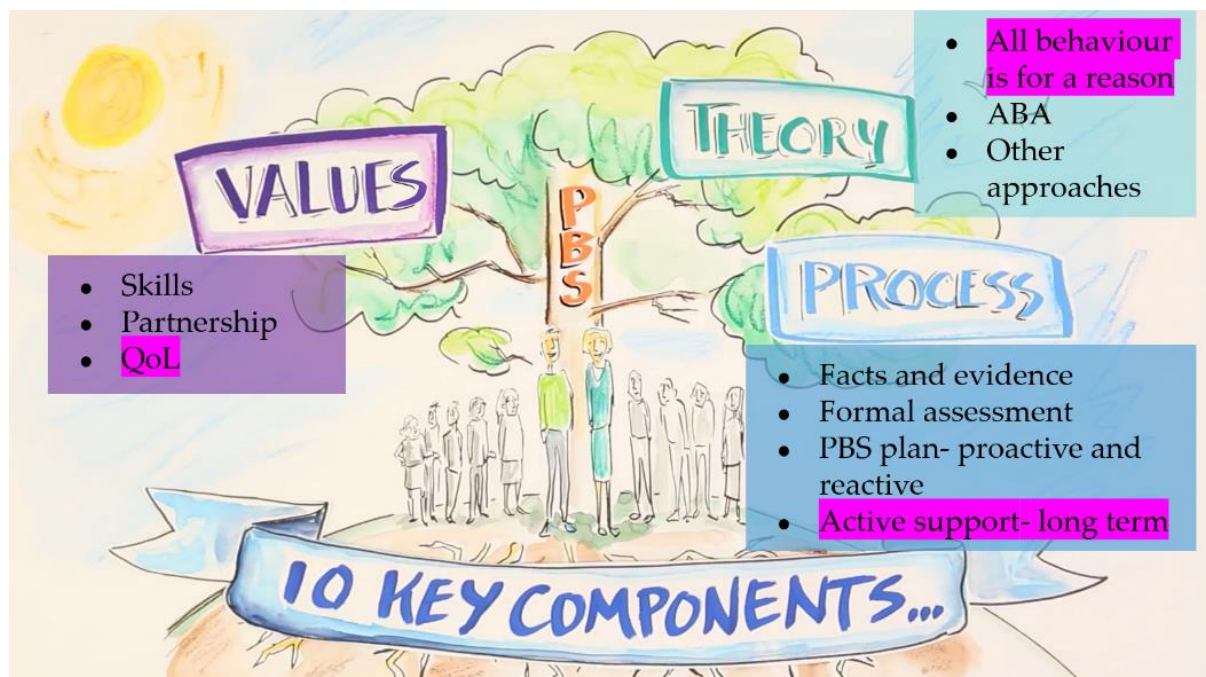 VALUES
• Skills
• Partnership
• QoL
PBS
THEORY
• All behaviour
is for a reason
• ABA
• Other
approaches
PROCESS
• Facts and evidence
• Formal assessment
• PBS plan- proactive and
reactive
• Active support- long term
10 KEY COMPONENTS...